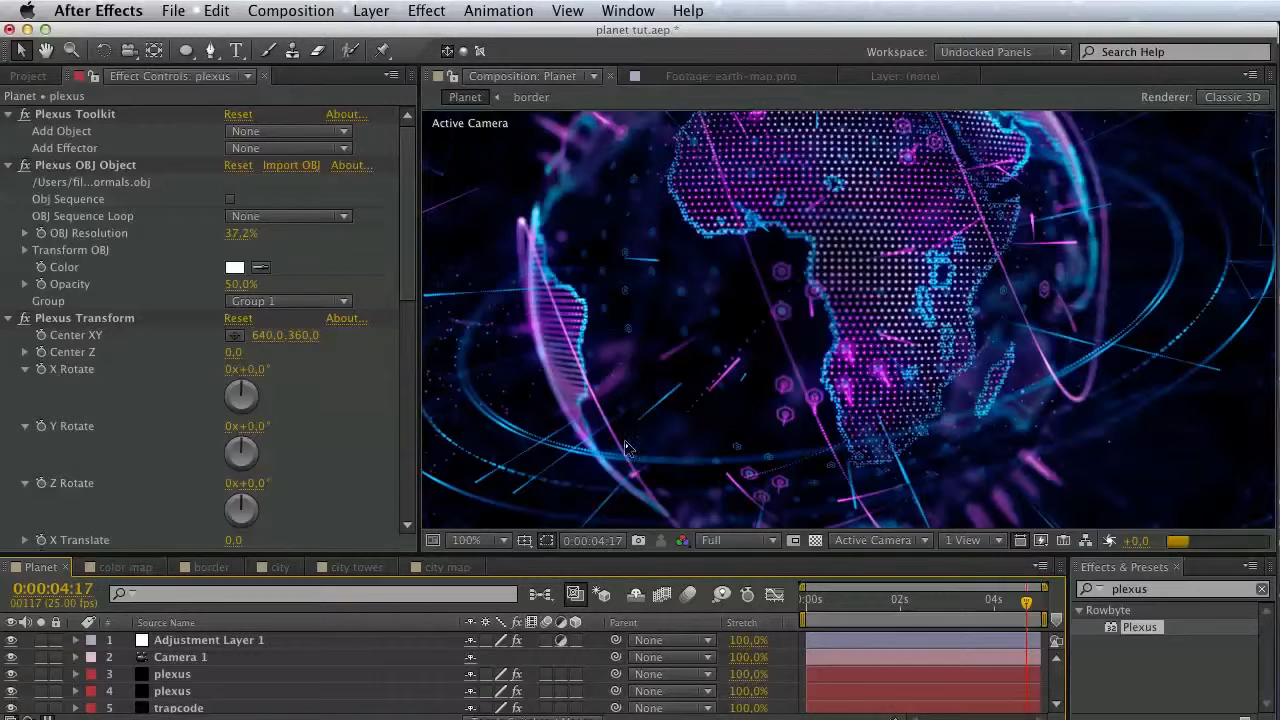 After Effects File Edit Composition Layer Effect Animation View Window Help
planet tut.aep *
Workspace: Undocked Panels Search Help
Project Effect Controls: plexus Composition: Planet Footage: earth-map.png Layer: (none)
Planet • plexus
Planet border Renderer: Classic 3D
fx Plexus Toolkit Reset About...
Add Object None
Add Effector None
fx Plexus OBJ Object Reset Import OBJ About...
/Users/fil...ormals.obj
Obj Sequence
OBJ Sequence Loop None
OBJ Resolution 37,2%
Transform OBJ
Color
Opacity 50,0%
Group Group 1
fx Plexus Transform Reset About...
Center XY 640,0,360,0
Center Z 0,0
X Rotate 0x+0,0°
Y Rotate 0x+0,0°
Z Rotate 0x+0,0°
X Translate 0,0
Active Camera
100% 0:00:04:17 Full Active Camera 1 View +0,0
Planet color map border city city tower city map
0:00:04:17
00117 (25.00 fps)
:00s 02s 04s
# Source Name fx Parent Stretch
1 Adjustment Layer 1 fx None 100,0%
2 Camera 1 None 100,0%
3 plexus fx None 100,0%
4 plexus fx None 100,0%
5 trapcode None 100,0%
Effects & Presets
plexus
Rowbyte
Plexus